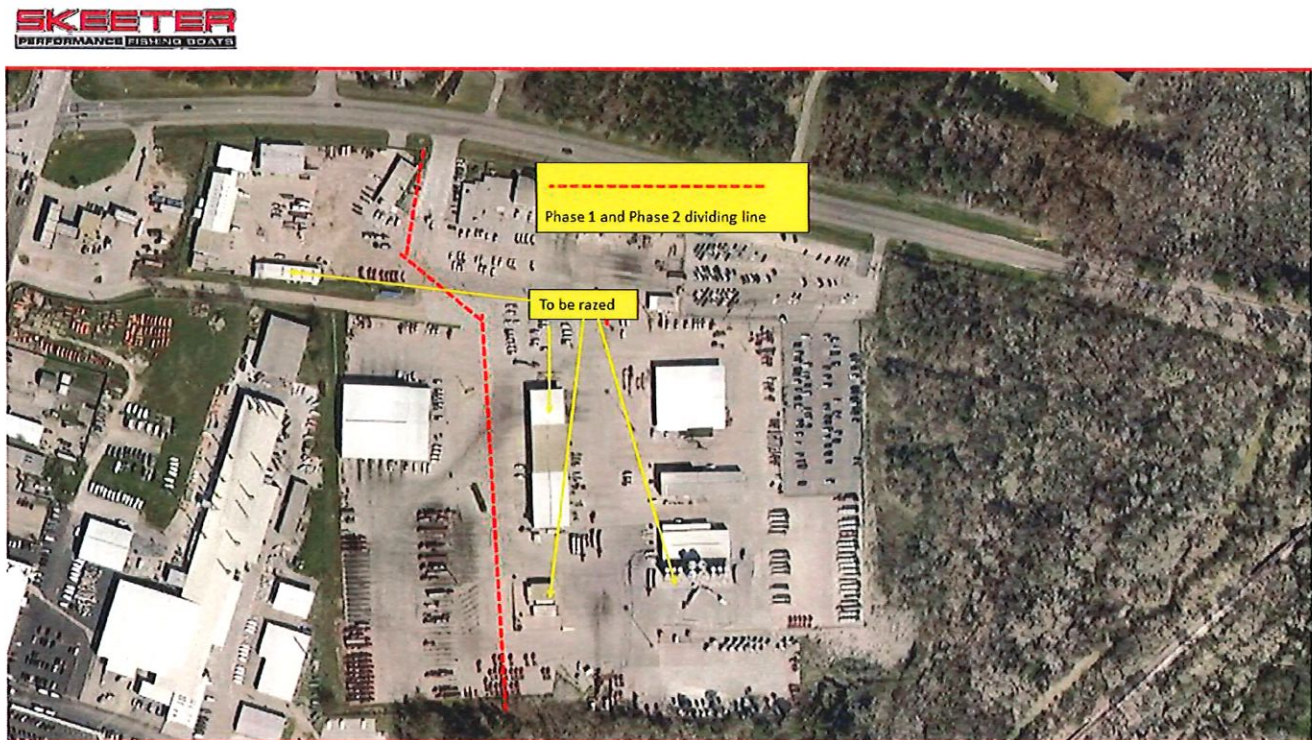 SKEETER
PERFORMANCE FISHING BOATS
Phase 1 and Phase 2 dividing line
To be razed